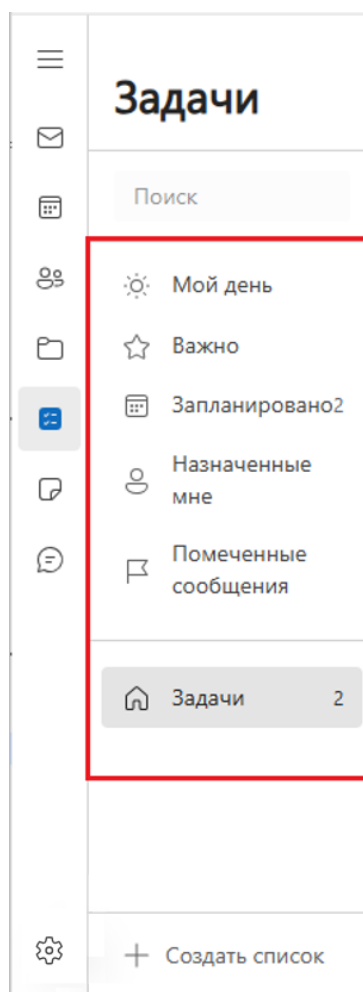 Задачи
Поиск
Мой день
Важно
Запланировано2
Назначенные
мне
Помеченные
сообщения
Задачи 2
Создать список